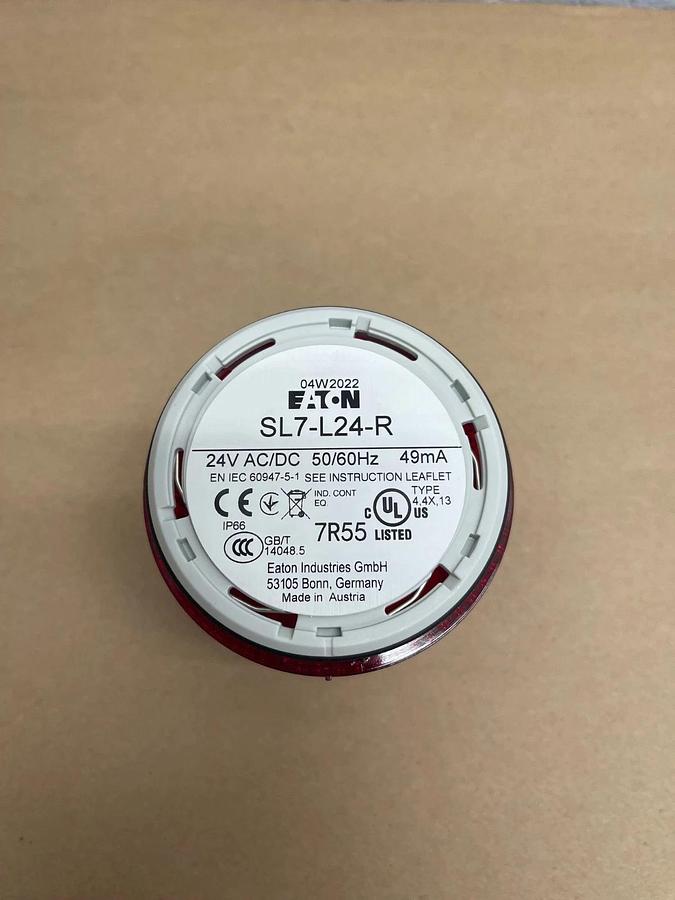 04W2022
EATON
SL7-L24-R
24V AC/DC 50/60Hz 49mA
EN IEC 60947-5-1 SEE INSTRUCTION LEAFLET
CE
IND. CONT
EQ.
C UL US
LISTED
TYPE
4,4X,13
IP66
CCC
GB/T
14048.5
7R55
Eaton Industries GmbH
53105 Bonn, Germany
Made in Austria